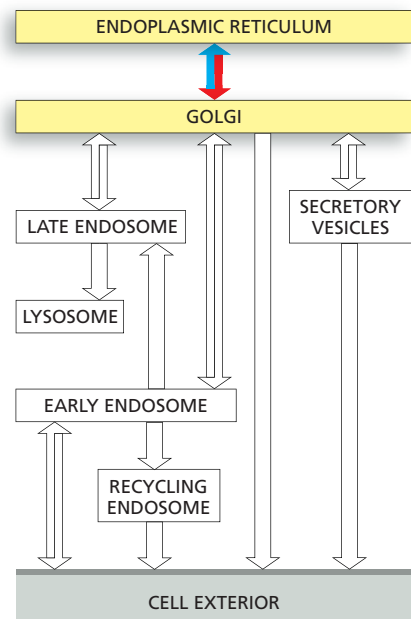 ENDOPLASMIC RETICULUM
GOLGI
LATE ENDOSOME
SECRETORY
VESICLES
LYSOSOME
EARLY ENDOSOME
RECYCLING
ENDOSOME
CELL EXTERIOR